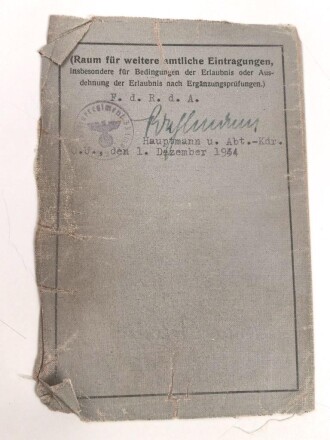 (Raum für weitere amtliche Eintragungen,
insbesondere für Bedingungen der Erlaubnis oder Aus-
dehnung der Erlaubnis nach Ergänzungsprüfungen.)
F. d. R. d. A.
Hauptmann u. Abt.-Kdr.
den 1. Dezember 1944